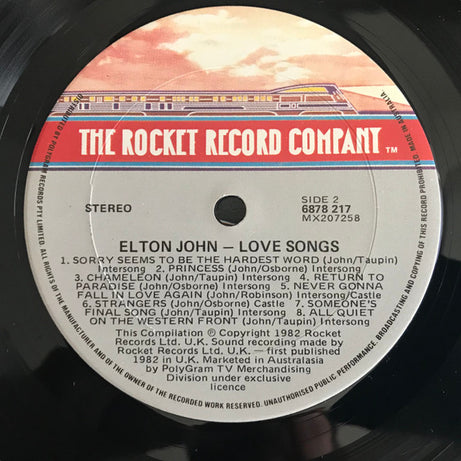 THE ROCKET RECORD COMPANY ™
STEREO
SIDE 2
6878 217
MX207258
ELTON JOHN — LOVE SONGS
1. SORRY SEEMS TO BE THE HARDEST WORD (John/Taupin)
Intersong 2. PRINCESS (John/Osborne) Intersong
3. CHAMELEON (John/Taupin) Intersong 4. RETURN TO
PARADISE (John/Osborne) Intersong 5. NEVER GONNA
FALL IN LOVE AGAIN (John/Robinson) Intersong/Castle
6. STRANGERS (John/Osborne) Castle 7. SOMEONE'S
FINAL SONG (John/Taupin) Intersong 8. ALL QUIET
ON THE WESTERN FRONT (John/Taupin) Intersong
This Compilation ℗ Copyright 1982 Rocket
Records Ltd. U.K. Sound recording made by
Rocket Records Ltd. U.K. — first published
1982 in U.K. Marketed in Australasia
by PolyGram TV Merchandising
Division under exclusive
licence
DISTRIBUTED BY POLYGRAM RECORDS PTY LIMITED. ALL RIGHTS OF THE MANUFACTURER AND OF THE OWNER OF THE RECORDED WORK RESERVED. UNAUTHORISED PUBLIC PERFORMANCE, BROADCASTING AND COPYING OF THIS RECORD PROHIBITED. MADE IN AUSTRALIA